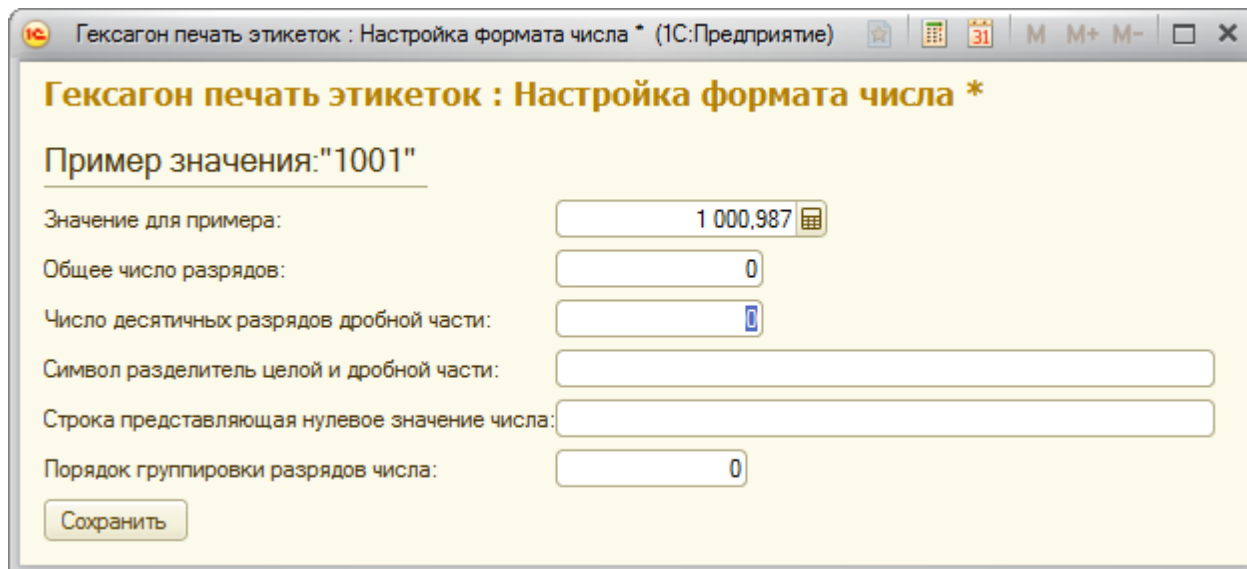 1С Гексагон печать этикеток : Настройка формата числа * (1С:Предприятие) 31 M M+ M-
Гексагон печать этикеток : Настройка формата числа *
Пример значения:"1001"
Значение для примера: 1 000,987
Общее число разрядов: 0
Число десятичных разрядов дробной части: 0
Символ разделитель целой и дробной части:
Строка представляющая нулевое значение числа:
Порядок группировки разрядов числа: 0
Сохранить